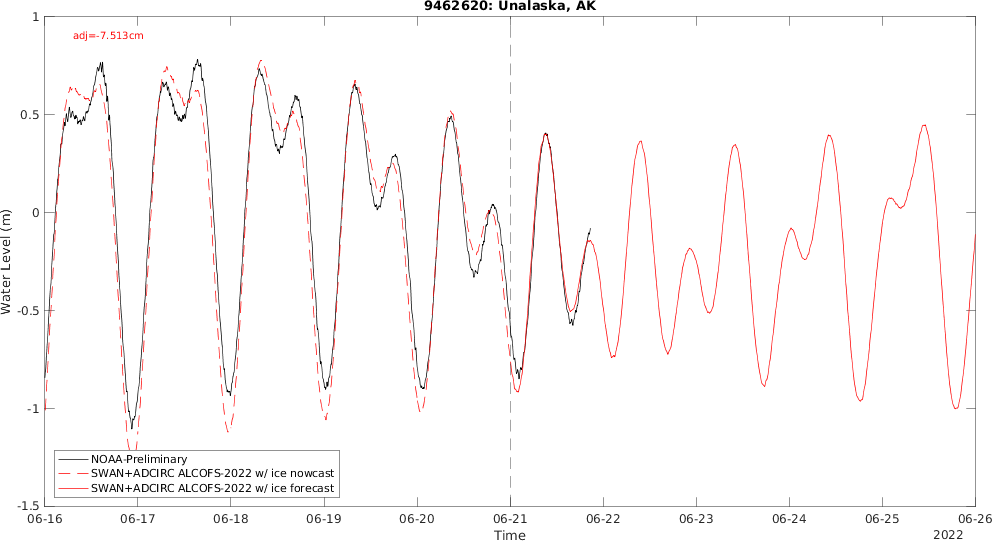 9462620: Unalaska, AK
adj=-7.513cm
Water Level (m)
1
0.5
0
-0.5
-1
-1.5
NOAA-Preliminary
SWAN+ADCIRC ALCOFS-2022 w/ ice nowcast
SWAN+ADCIRC ALCOFS-2022 w/ ice forecast
06-16 06-17 06-18 06-19 06-20 06-21 06-22 06-23 06-24 06-25 06-26
Time
2022